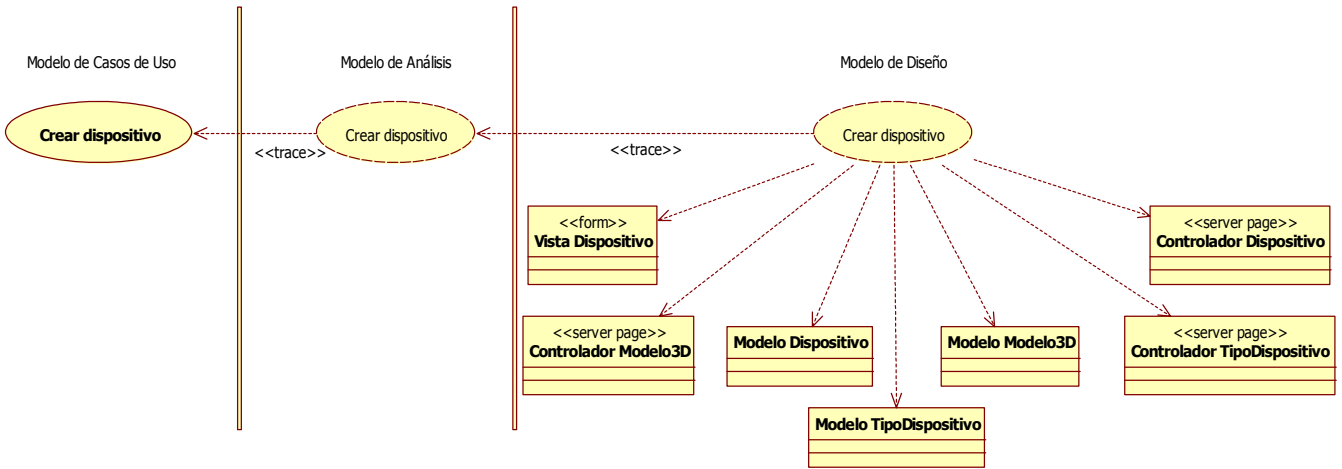 Modelo de Casos de Uso
Modelo de Análisis
Modelo de Diseño
Crear dispositivo
Crear dispositivo
Crear dispositivo
<<trace>>
<<trace>>
<<form>>
Vista Dispositivo
<<server page>>
Controlador Dispositivo
<<server page>>
Controlador Modelo3D
Modelo Dispositivo
Modelo Modelo3D
<<server page>>
Controlador TipoDispositivo
Modelo TipoDispositivo